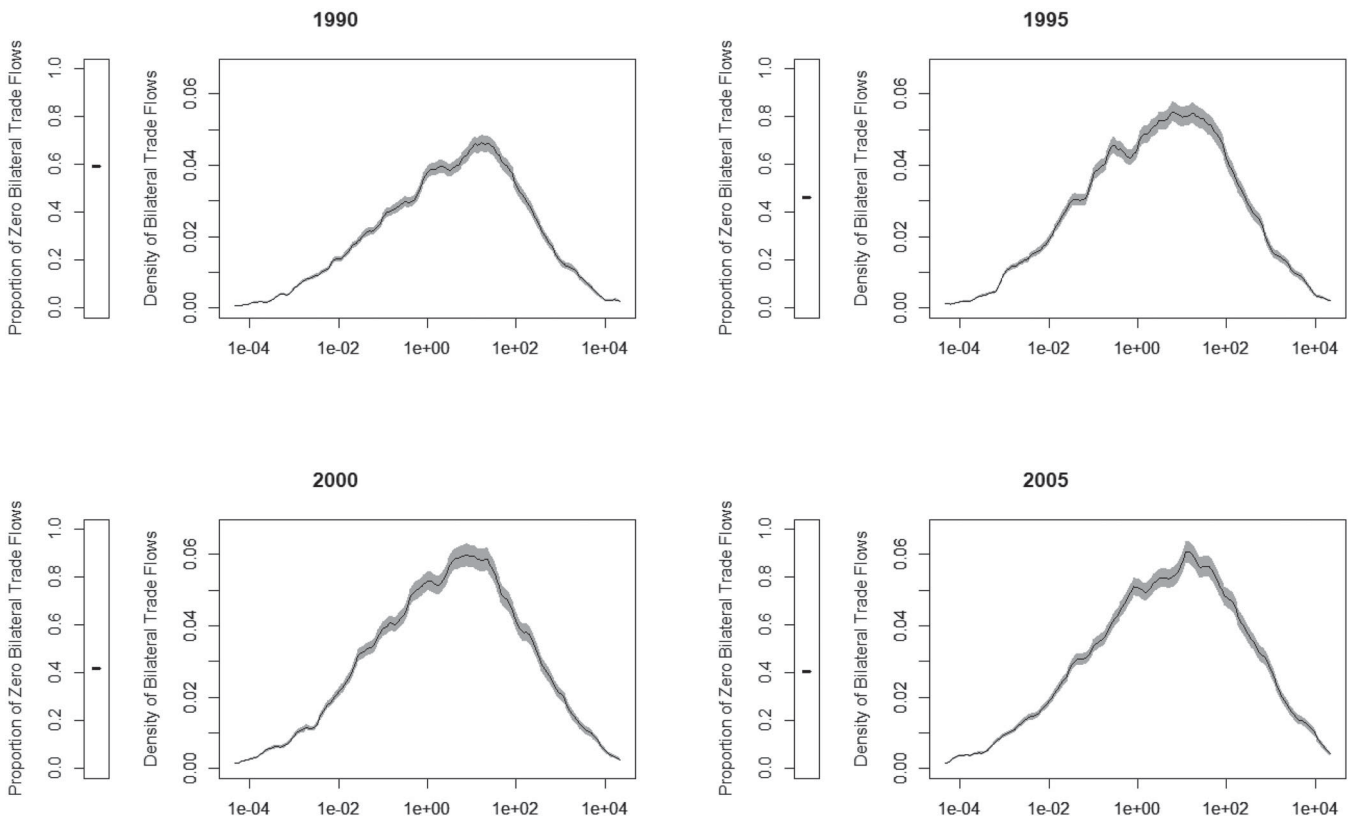 1990
Proportion of Zero Bilateral Trade Flows
0.0 0.2 0.4 0.6 0.8 1.0
Density of Bilateral Trade Flows
0.00 0.02 0.04 0.06
1e-04 1e-02 1e+00 1e+02 1e+04
1995
Proportion of Zero Bilateral Trade Flows
0.0 0.2 0.4 0.6 0.8 1.0
Density of Bilateral Trade Flows
0.00 0.02 0.04 0.06
1e-04 1e-02 1e+00 1e+02 1e+04
2000
Proportion of Zero Bilateral Trade Flows
0.0 0.2 0.4 0.6 0.8 1.0
Density of Bilateral Trade Flows
0.00 0.02 0.04 0.06
1e-04 1e-02 1e+00 1e+02 1e+04
2005
Proportion of Zero Bilateral Trade Flows
0.0 0.2 0.4 0.6 0.8 1.0
Density of Bilateral Trade Flows
0.00 0.02 0.04 0.06
1e-04 1e-02 1e+00 1e+02 1e+04